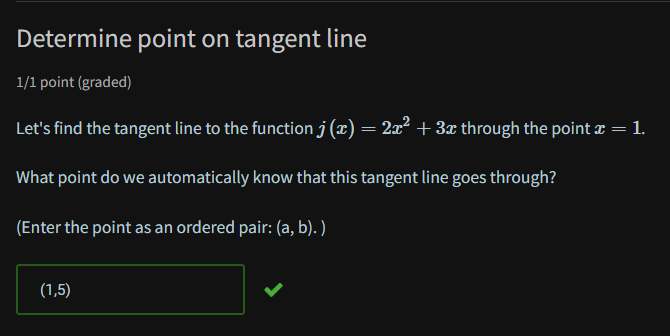 Determine point on tangent line
1/1 point (graded)
Let's find the tangent line to the function j (x) = 2x² + 3x through the point x = 1.
What point do we automatically know that this tangent line goes through?
(Enter the point as an ordered pair: (a, b). )
(1,5)